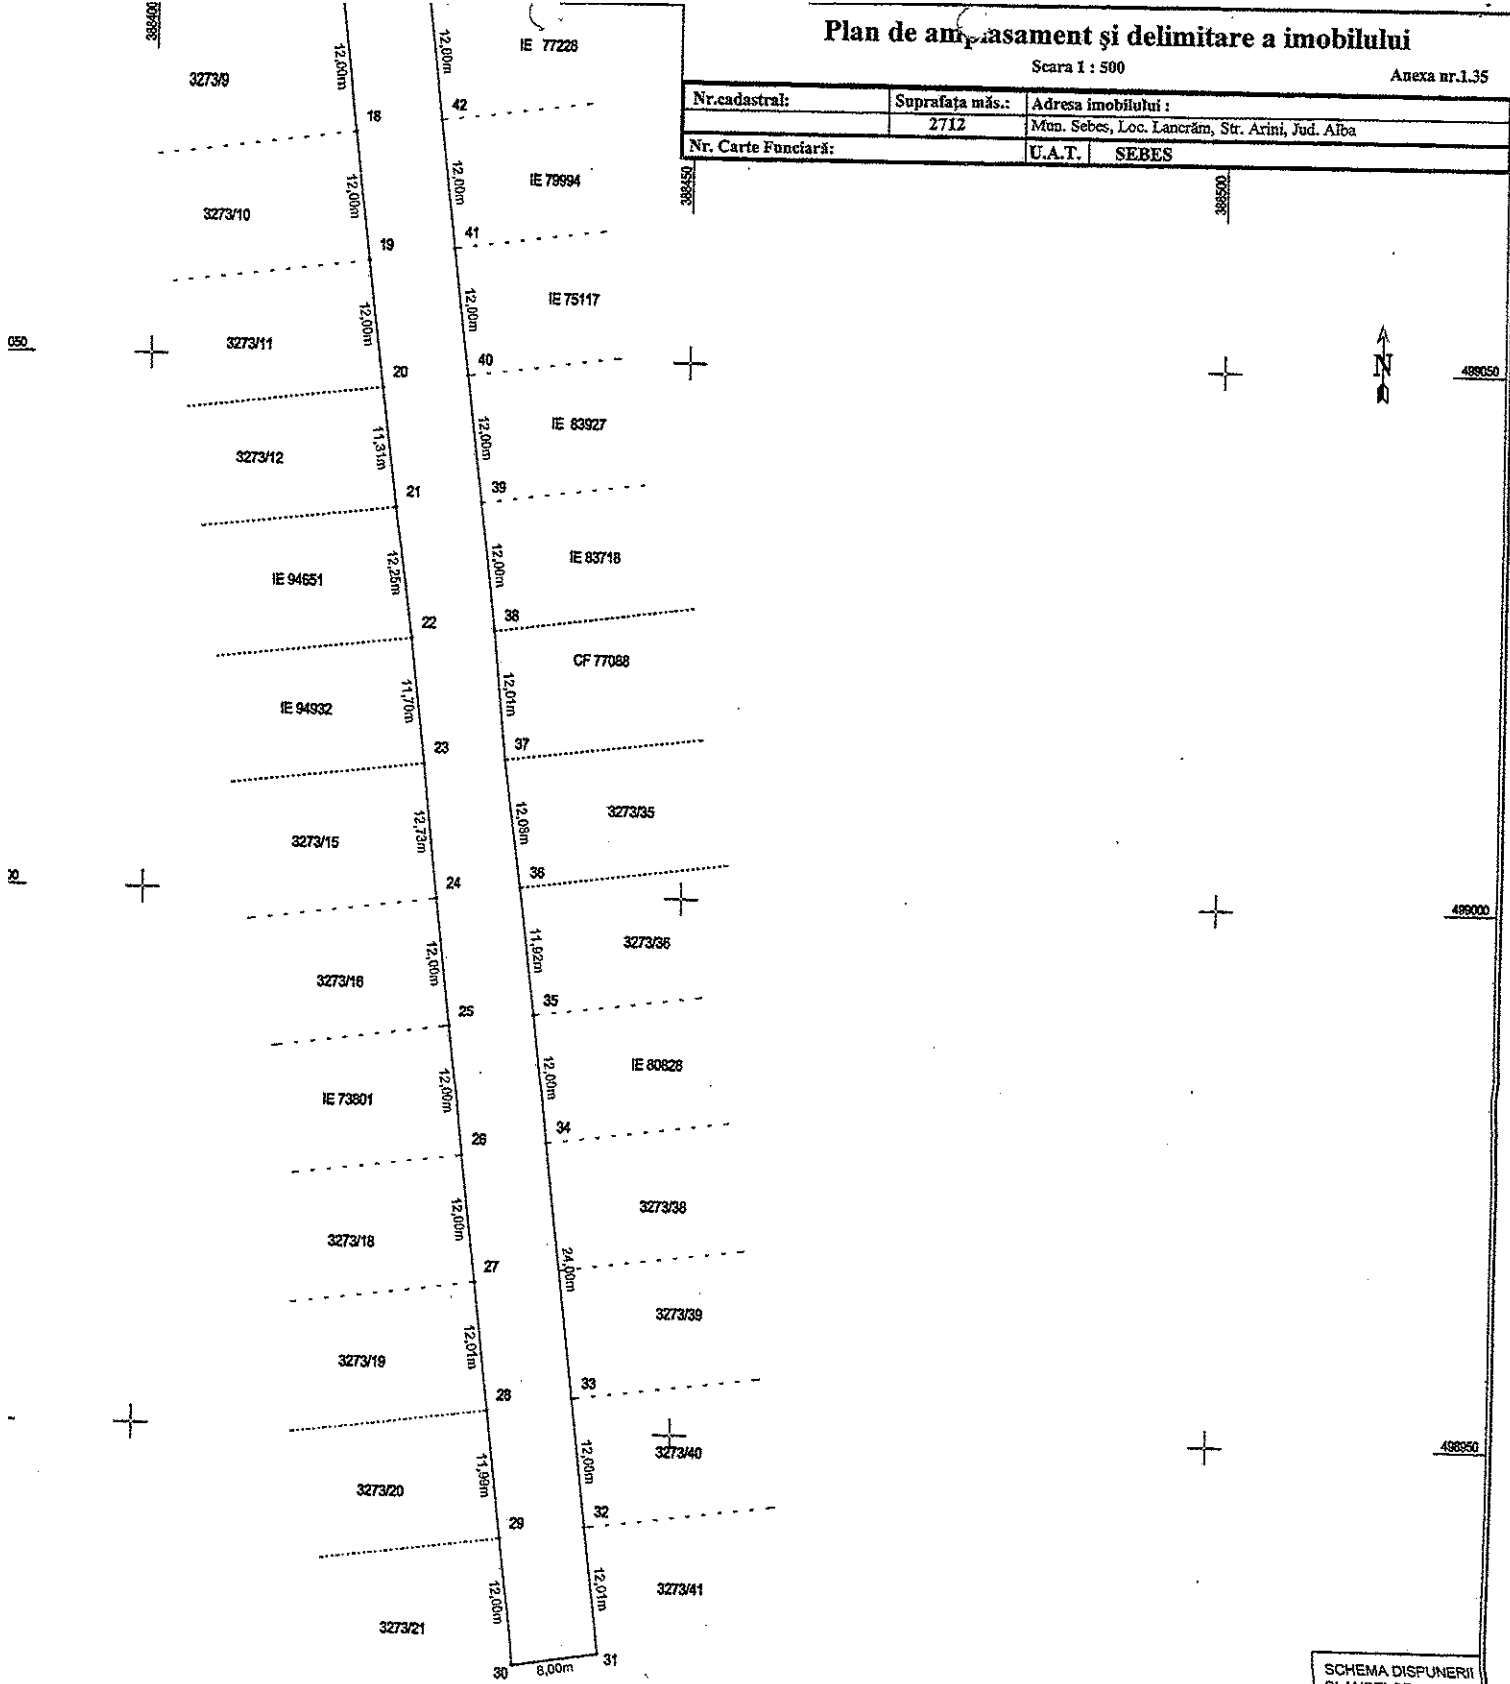 Plan de amplasament și delimitare a imobilului
Scara 1 : 500
Anexa nr.1.35
Nr.cadastral: Suprafața măs.: Adresa imobilului :
2712 Mun. Sebes, Loc. Lancrăm, Str. Arini, Jud. Alba
Nr. Carte Funciară: U.A.T. SEBES
388400
388450
388500
N
050
499050
499000
498950
3273/9
3273/10
3273/11
3273/12
IE 94651
IE 94932
3273/15
3273/16
IE 73801
3273/18
3273/19
3273/20
3273/21
12,00m
18
12,00m
19
12,00m
20
11,31m
21
12,25m
22
11,70m
23
12,73m
24
12,00m
25
12,00m
26
12,00m
27
12,01m
28
11,99m
29
12,00m
30
8,00m
31
12,00m
42
12,00m
41
12,00m
40
12,00m
39
12,00m
38
12,01m
37
12,08m
36
11,92m
35
12,00m
34
24,00m
33
12,00m
32
12,01m
IE 77228
IE 79994
IE 75117
IE 83927
IE 83718
CF 77088
3273/35
3273/36
IE 80828
3273/38
3273/39
3273/40
3273/41
SCHEMA DISPUNERII